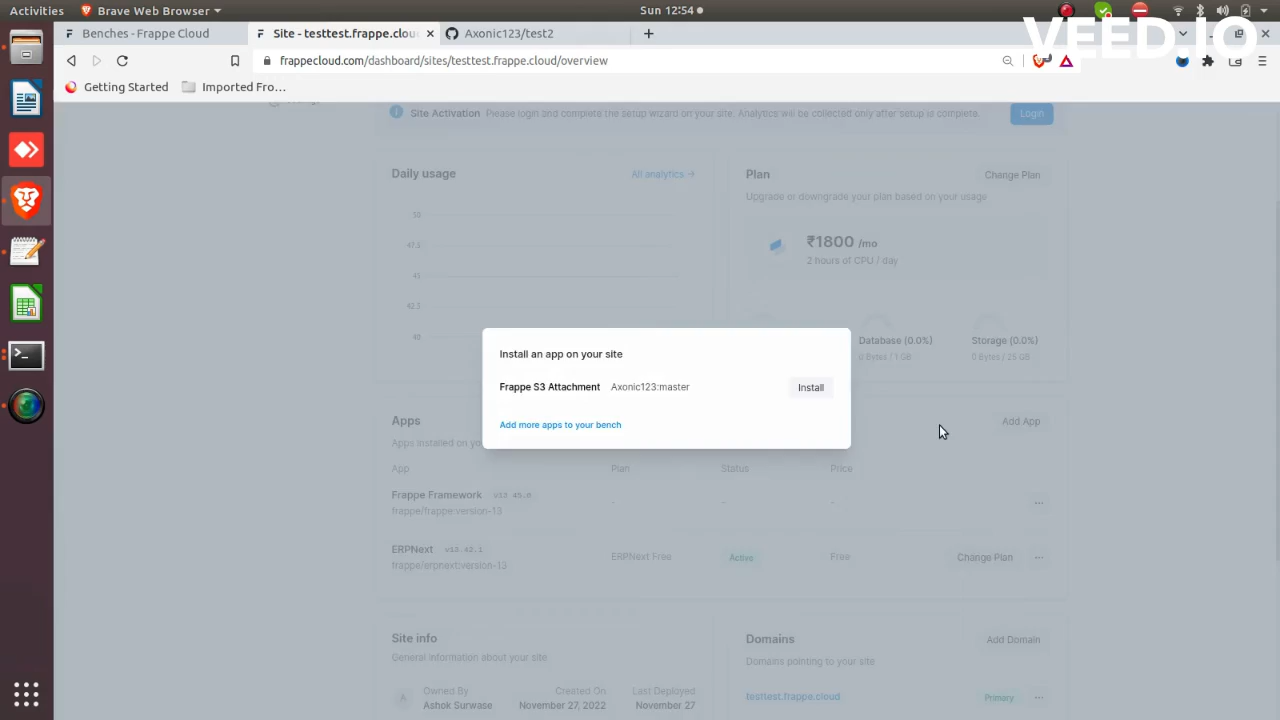 Activities
Brave Web Browser
Sun 12:54
VEED.IO
Benches - Frappe Cloud
Site - testtest.frappe.clou
Axonic123/test2
frappecloud.com/dashboard/sites/testtest.frappe.cloud/overview
Getting Started
Imported Fro...
Site Activation Please login and complete the setup wizard on your site. Analytics will be collected only after setup is complete.
Login
Daily usage
All analytics →
50
47.5
42.5
Plan
Change Plan
Upgrade or downgrade your plan based on your usage
₹1800 /mo
2 hours of CPU / day
Database (0.0%)
0 Bytes / 1 GB
Storage (0.0%)
0 Bytes / 25 GB
Install an app on your site
Frappe S3 Attachment Axonic123:master
Install
Add more apps to your bench
Apps
Add App
Apps installed on yo
App Plan Status Price
Frappe Framework v13.45.0 - - -
frappe/frappe:version-13
ERPNext v13.42.1 ERPNext Free Active Free Change Plan
frappe/erpnext:version-13
Site info
General information about your site
A
Owned By
Ashok Surwase
Created On
November 27, 2022
Last Deployed
November 27
Domains
Add Domain
Domains pointing to your site
testtest.frappe.cloud
Primary